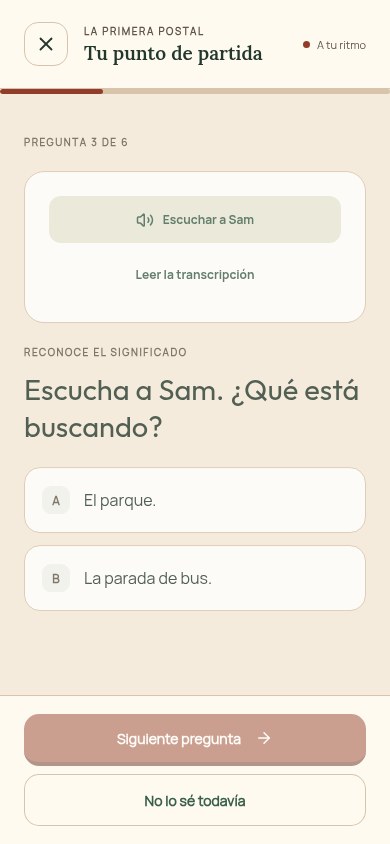 LA PRIMERA POSTAL
Tu punto de partida
A tu ritmo
PREGUNTA 3 DE 6
Escuchar a Sam
Leer la transcripción
RECONOCE EL SIGNIFICADO
Escucha a Sam. ¿Qué está
buscando?
A El parque.
B La parada de bus.
Siguiente pregunta
No lo sé todavía